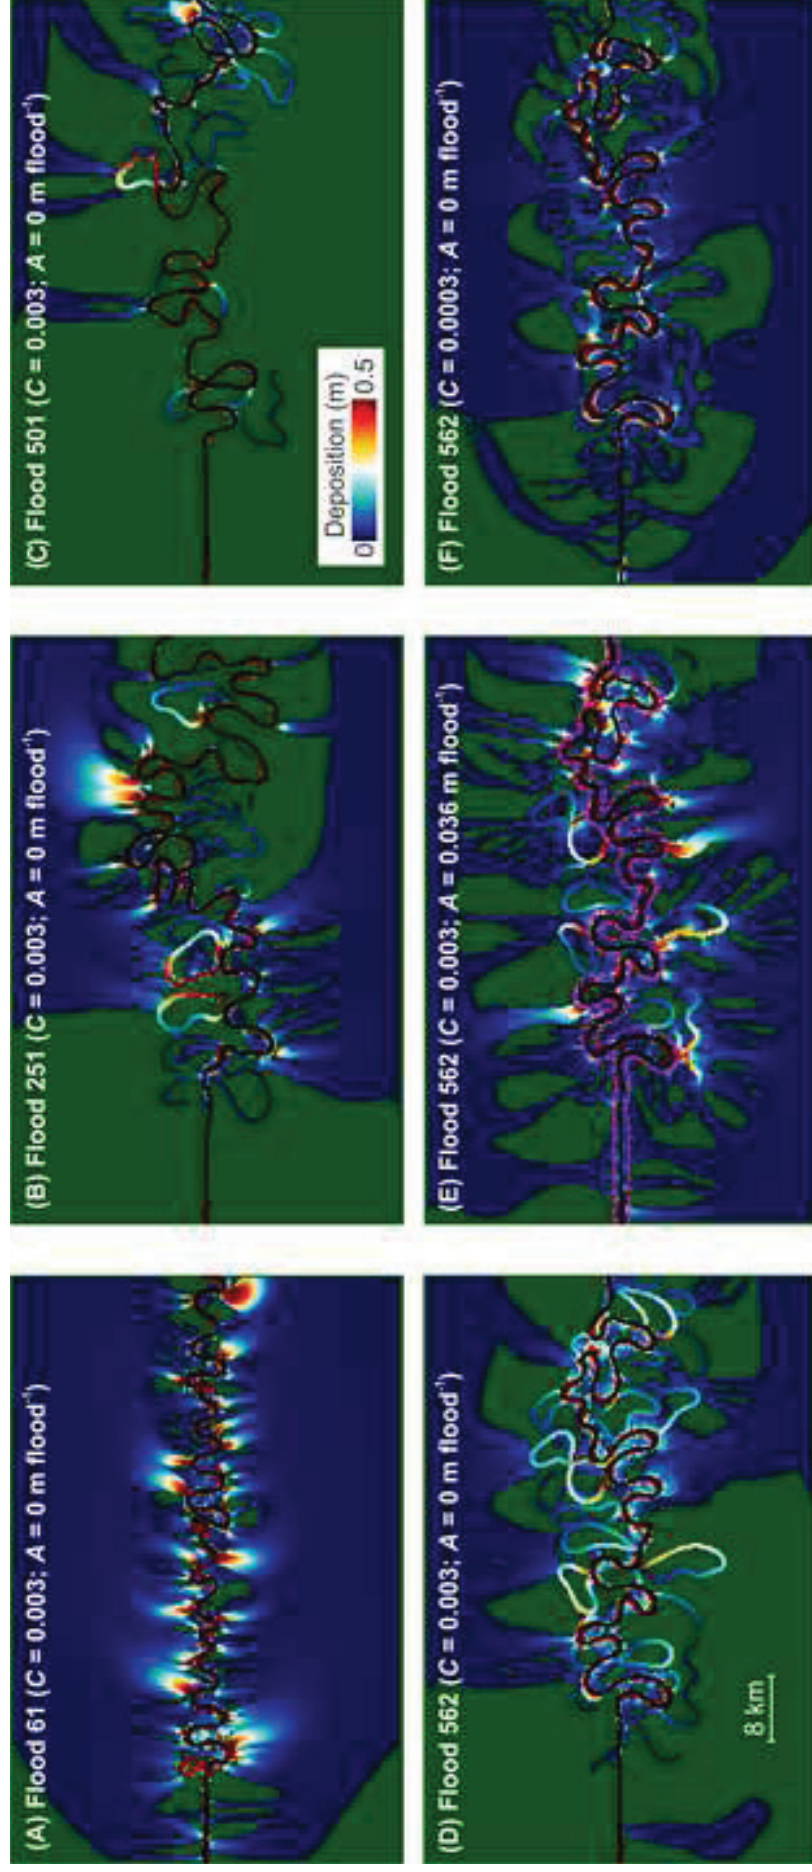 (A) Flood 61 (C = 0.003; A = 0 m flood⁻¹)
(B) Flood 251 (C = 0.003; A = 0 m flood⁻¹)
(C) Flood 501 (C = 0.003; A = 0 m flood⁻¹)
Deposition (m)
0 0.5
(D) Flood 562 (C = 0.003; A = 0 m flood⁻¹)
8 km
(E) Flood 562 (C = 0.003; A = 0.036 m flood⁻¹)
(F) Flood 562 (C = 0.0003; A = 0 m flood⁻¹)